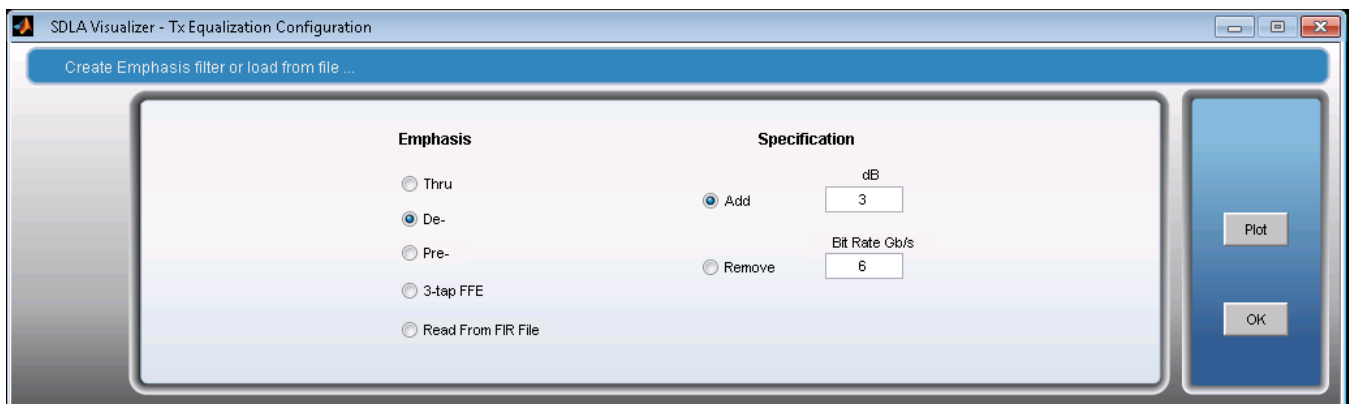 SDLA Visualizer - Tx Equalization Configuration
Create Emphasis filter or load from file ...
Emphasis
Thru
De-
Pre-
3-tap FFE
Read From FIR File
Specification
dB
Add
3
Bit Rate Gb/s
Remove
6
Plot
OK